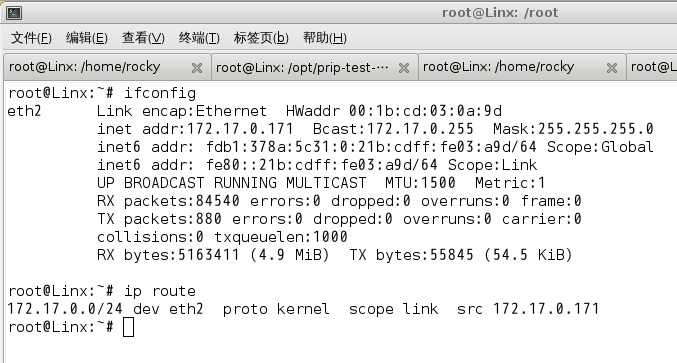 root@Linx: /root
文件(F) 编辑(E) 查看(V) 终端(T) 标签页(b) 帮助(H)
root@Linx: /home/rocky root@Linx: /opt/prip-test-... root@Linx: /home/rocky root@Li
root@Linx:~# ifconfig
eth2 Link encap:Ethernet HWaddr 00:1b:cd:03:0a:9d
inet addr:172.17.0.171 Bcast:172.17.0.255 Mask:255.255.255.0
inet6 addr: fdb1:378a:5c31:0:21b:cdff:fe03:a9d/64 Scope:Global
inet6 addr: fe80::21b:cdff:fe03:a9d/64 Scope:Link
UP BROADCAST RUNNING MULTICAST MTU:1500 Metric:1
RX packets:84540 errors:0 dropped:0 overruns:0 frame:0
TX packets:880 errors:0 dropped:0 overruns:0 carrier:0
collisions:0 txqueuelen:1000
RX bytes:5163411 (4.9 MiB) TX bytes:55845 (54.5 KiB)
root@Linx:~# ip route
172.17.0.0/24 dev eth2 proto kernel scope link src 172.17.0.171
root@Linx:~#